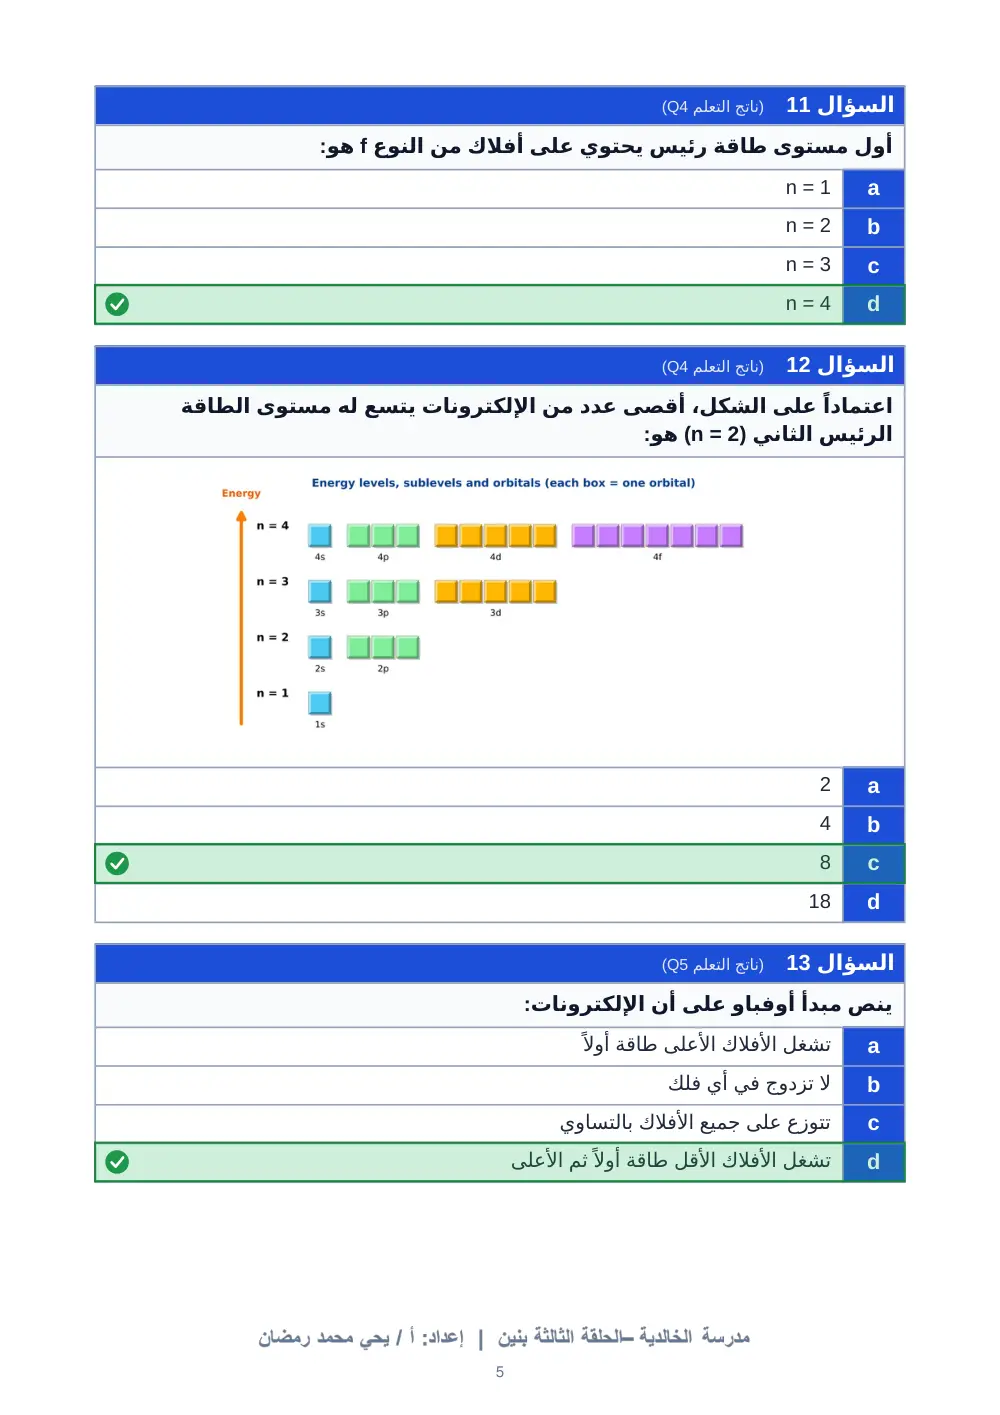 السؤال 11 (ناتج التعلم Q4)
أول مستوى طاقة رئيس يحتوي على أفلاك من النوع f هو:
a n = 1
b n = 2
c n = 3
d n = 4
السؤال 12 (ناتج التعلم Q4)
اعتماداً على الشكل، أقصى عدد من الإلكترونات يتسع له مستوى الطاقة
الرئيس الثاني (n = 2) هو:
Energy levels, sublevels and orbitals (each box = one orbital)
Energy
n = 4
4s 4p 4d 4f
n = 3
3s 3p 3d
n = 2
2s 2p
n = 1
1s
a 2
b 4
c 8
d 18
السؤال 13 (ناتج التعلم Q5)
ينص مبدأ أوفباو على أن الإلكترونات:
a تشغل الأفلاك الأعلى طاقة أولاً
b لا تزدوج في أي فلك
c تتوزع على جميع الأفلاك بالتساوي
d تشغل الأفلاك الأقل طاقة أولاً ثم الأعلى
مدرسة الخالدية –الحلقة الثالثة بنين | إعداد: أ / يحي محمد رمضان
5